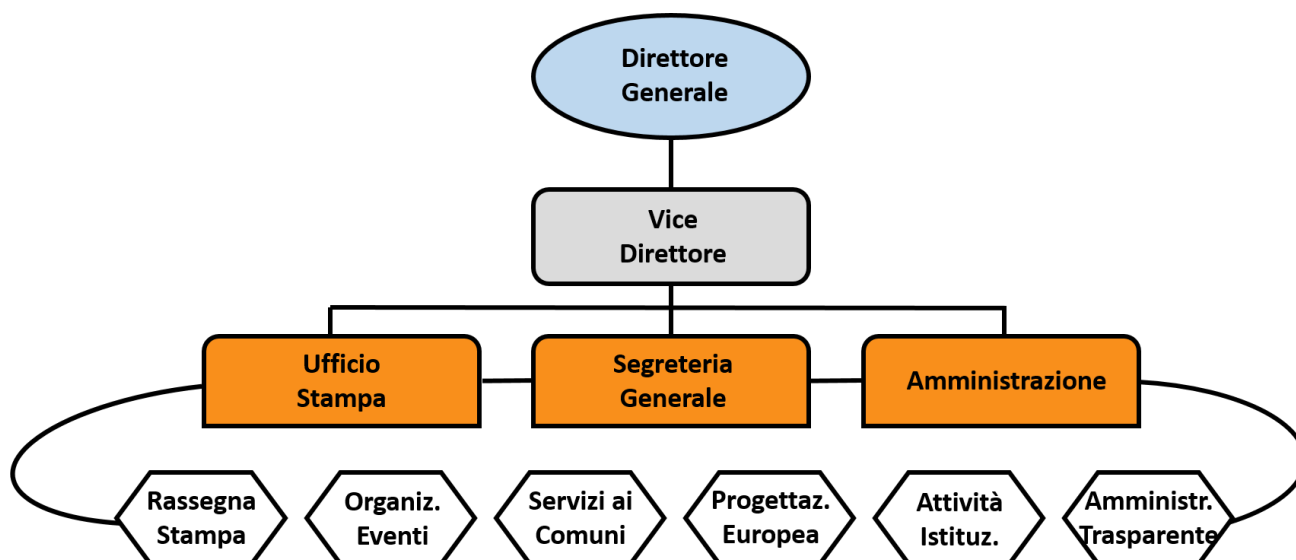 Direttore
Generale
Vice
Direttore
Ufficio
Stampa
Segreteria
Generale
Amministrazione
Rassegna
Stampa
Organiz.
Eventi
Servizi ai
Comuni
Progettaz.
Europea
Attività
Istituz.
Amministr.
Trasparente